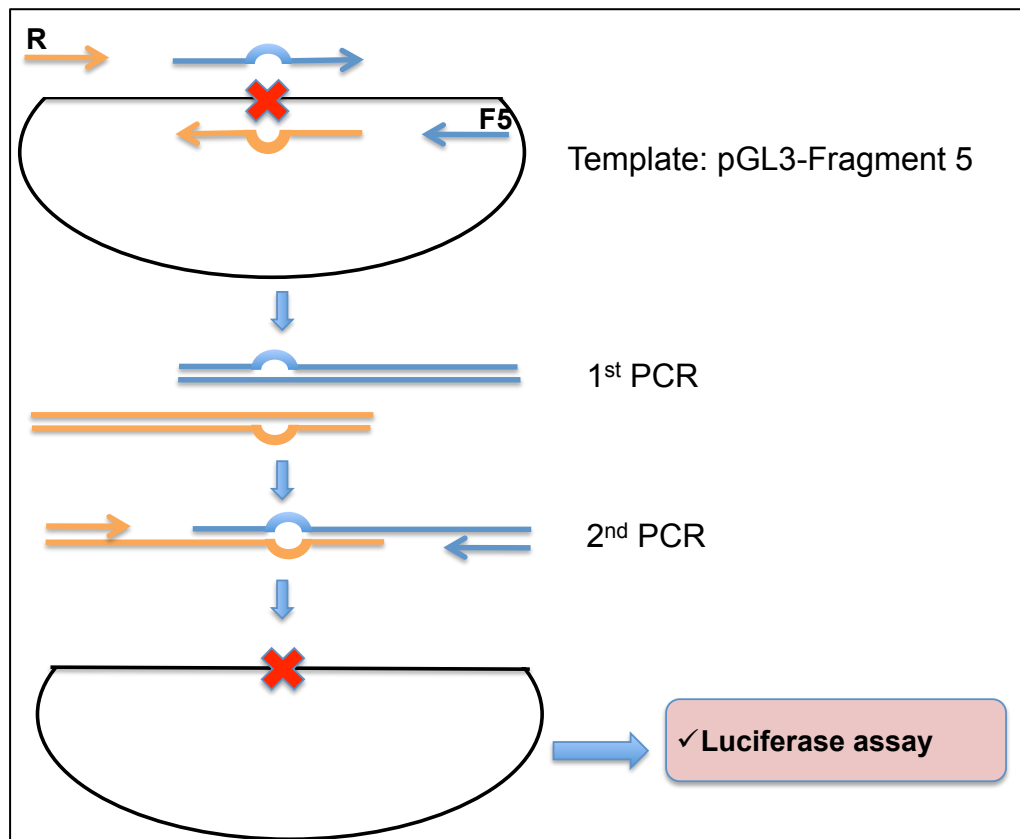 R
F5
Template: pGL3-Fragment 5
1st PCR
2nd PCR
✓Luciferase assay